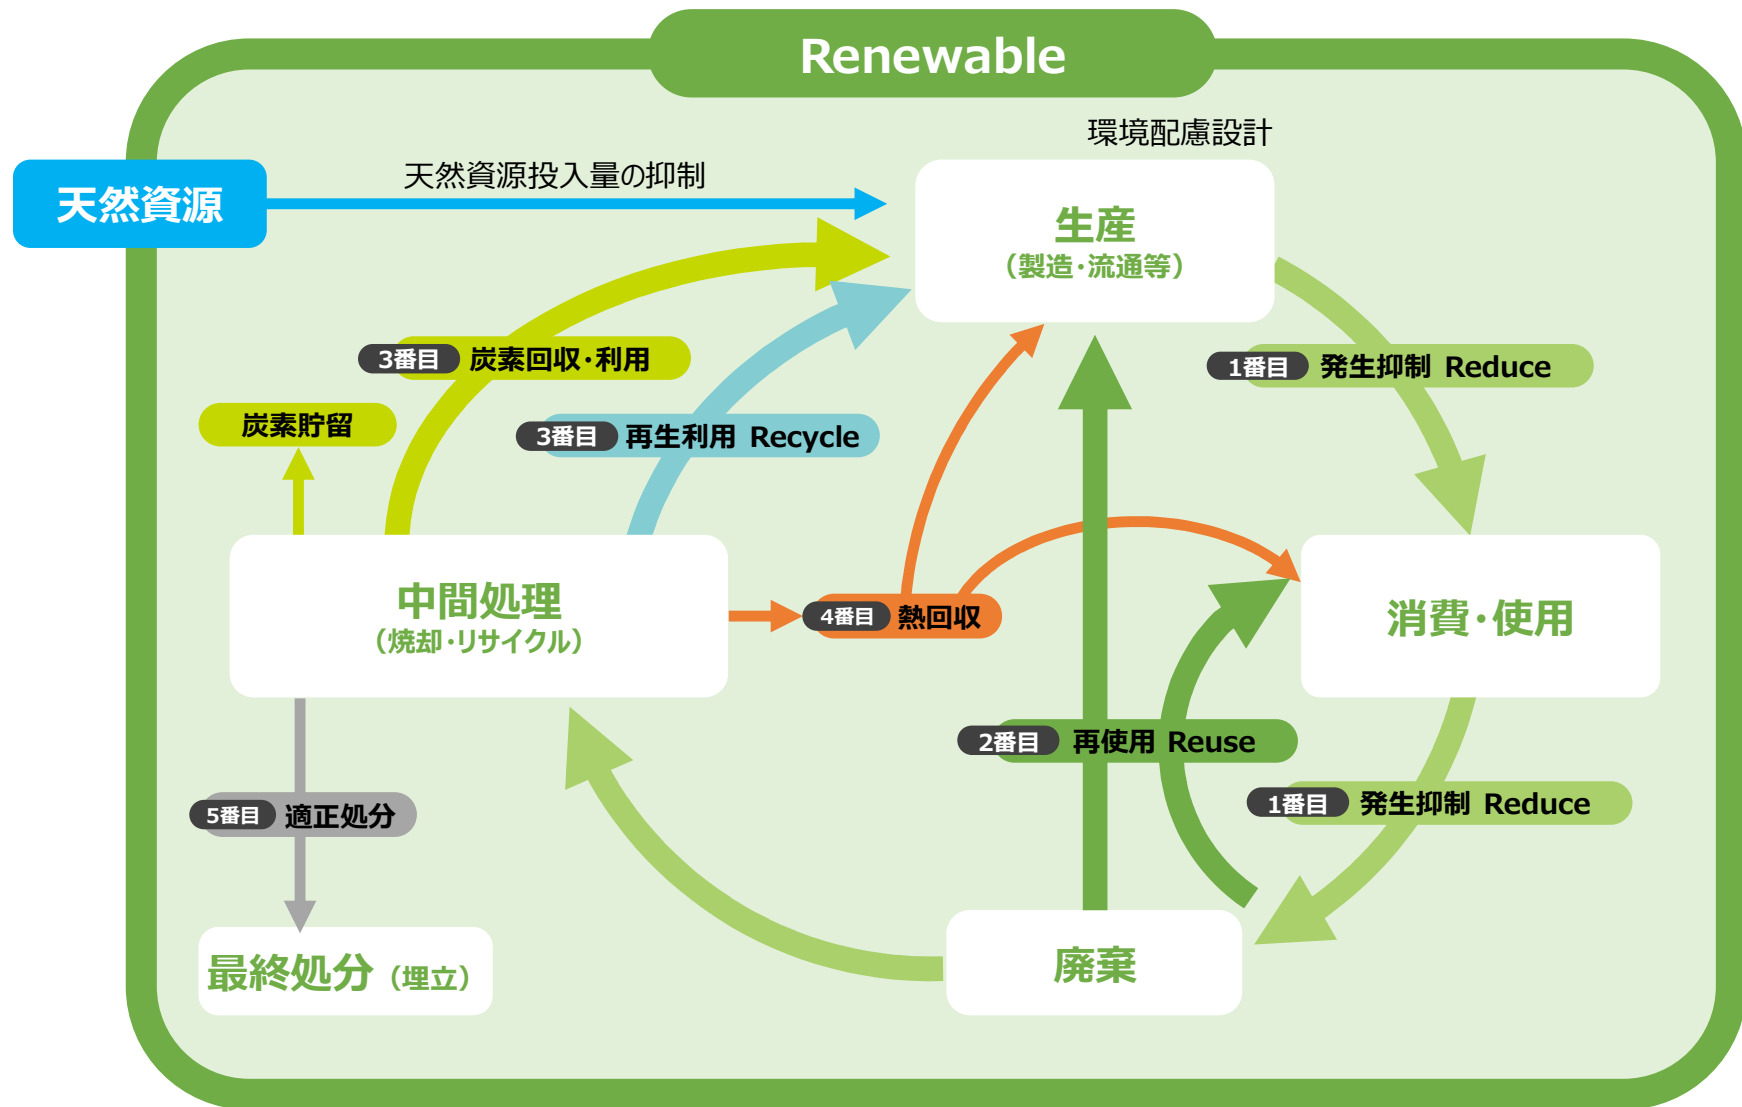 Renewable
環境配慮設計
天然資源
天然資源投入量の抑制
生産
（製造・流通等）
3番目 炭素回収・利用
1番目 発生抑制 Reduce
炭素貯留
3番目 再生利用 Recycle
中間処理
（焼却・リサイクル）
4番目 熱回収
消費・使用
2番目 再使用 Reuse
5番目 適正処分
1番目 発生抑制 Reduce
最終処分（埋立）
廃棄